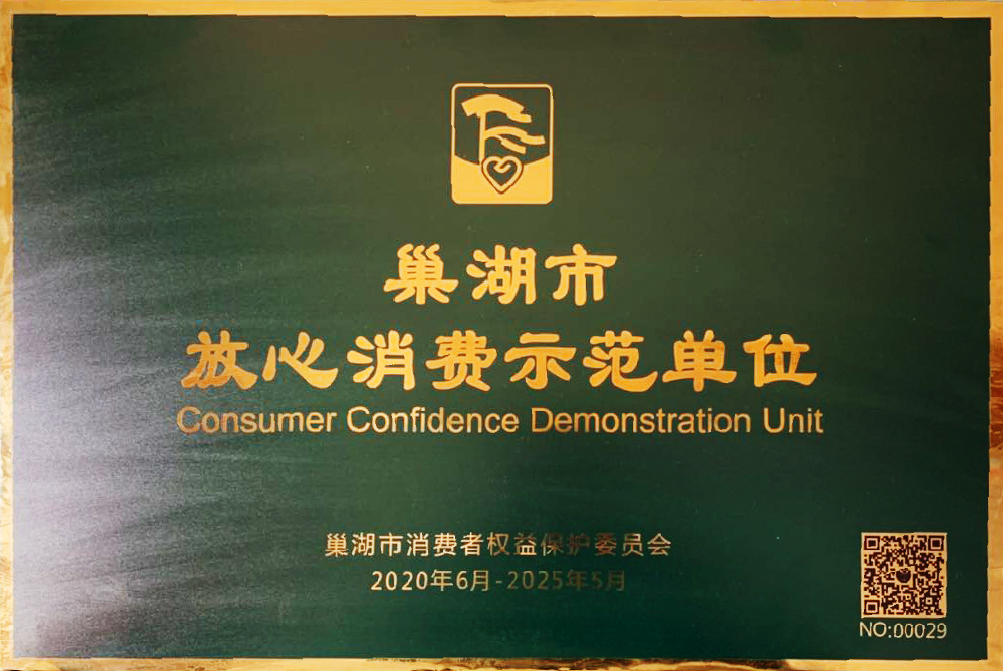 巢湖市
放心消费示范单位
Consumer Confidence Demonstration Unit
巢湖市消费者权益保护委员会
2020年6月-2025年5月
NO:00029